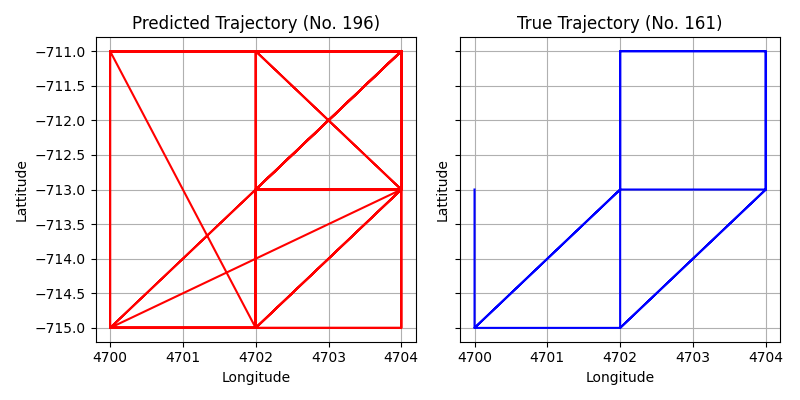 Predicted Trajectory (No. 196)
True Trajectory (No. 161)
−711.0
−711.5
−712.0
−712.5
−713.0
−713.5
−714.0
−714.5
−715.0
Lattitude
Lattitude
4700 4701 4702 4703 4704
4700 4701 4702 4703 4704
Longitude
Longitude